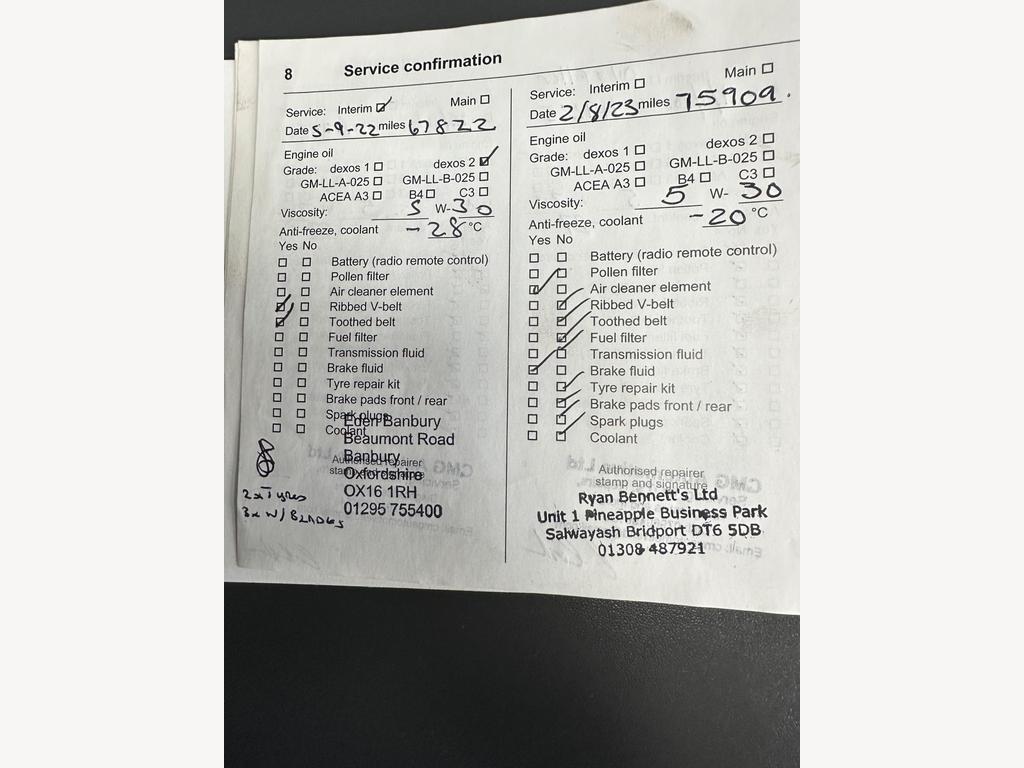 8 Service confirmation
Service: Interim Main
Date 5-9-22 miles 67822
Engine oil
Grade: dexos 1 dexos 2
GM-LL-A-025 GM-LL-B-025
ACEA A3 B4 C3
Viscosity: 5 W-30
Anti-freeze, coolant -28 °C
Yes No
Battery (radio remote control)
Pollen filter
Air cleaner element
Ribbed V-belt
Toothed belt
Fuel filter
Transmission fluid
Brake fluid
Tyre repair kit
Brake pads front / rear
Spark plugs
Coolant
Authorised repairer
stamp and signature
Eden Banbury
Beaumont Road
Banbury
Oxfordshire
OX16 1RH
01295 755400
2 x Tyres
3x W/BLADES
Service: Interim Main
Date 2/8/23 miles 75909.
Engine oil
Grade: dexos 1 dexos 2
GM-LL-A-025 GM-LL-B-025
ACEA A3 B4 C3
Viscosity: 5 W- 30
Anti-freeze, coolant -20 °C
Yes No
Battery (radio remote control)
Pollen filter
Air cleaner element
Ribbed V-belt
Toothed belt
Fuel filter
Transmission fluid
Brake fluid
Tyre repair kit
Brake pads front / rear
Spark plugs
Coolant
Authorised repairer
stamp and signature
Ryan Bennett's Ltd
Unit 1 Pineapple Business Park
Salwayash Bridport DT6 5DB
01308 487921